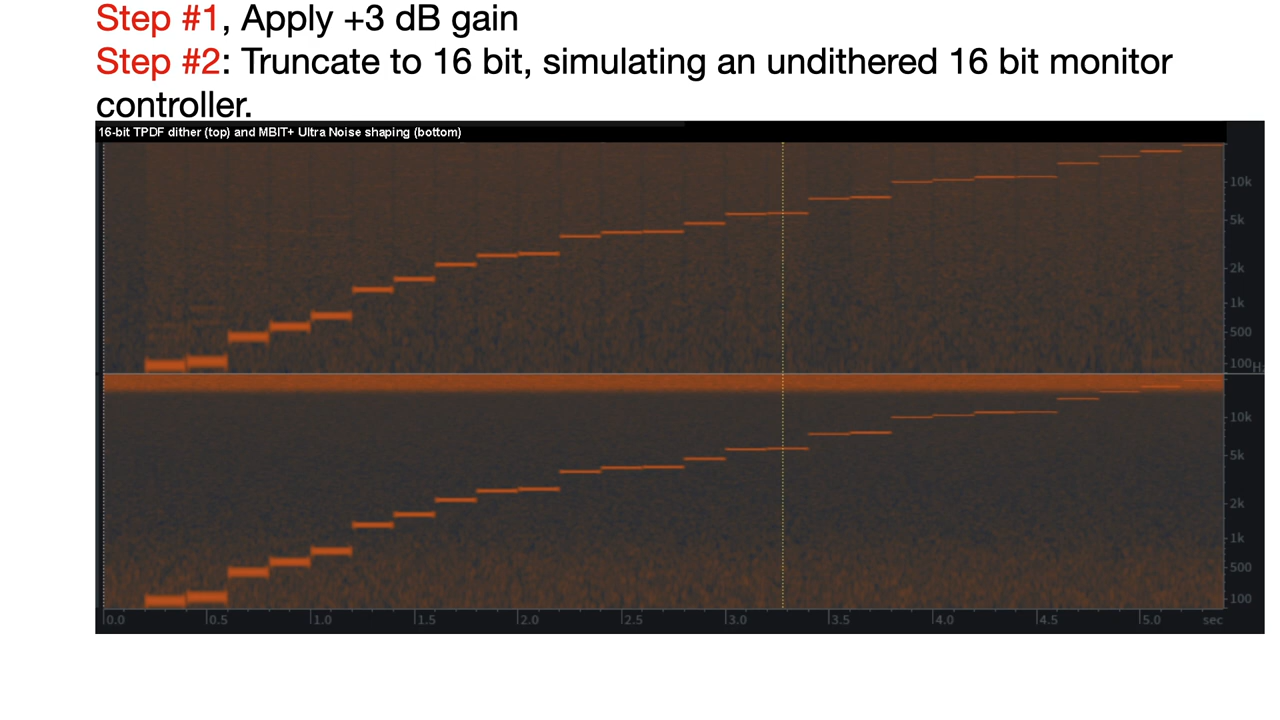 Step #1, Apply +3 dB gain
Step #2: Truncate to 16 bit, simulating an undithered 16 bit monitor
controller.
16-bit TPDF dither (top) and MBIT+ Ultra Noise shaping (bottom)
10k
5k
2k
1k
500
100
Hz
10k
5k
2k
1k
500
100
0.0 0.5 1.0 1.5 2.0 2.5 3.0 3.5 4.0 4.5 5.0 sec